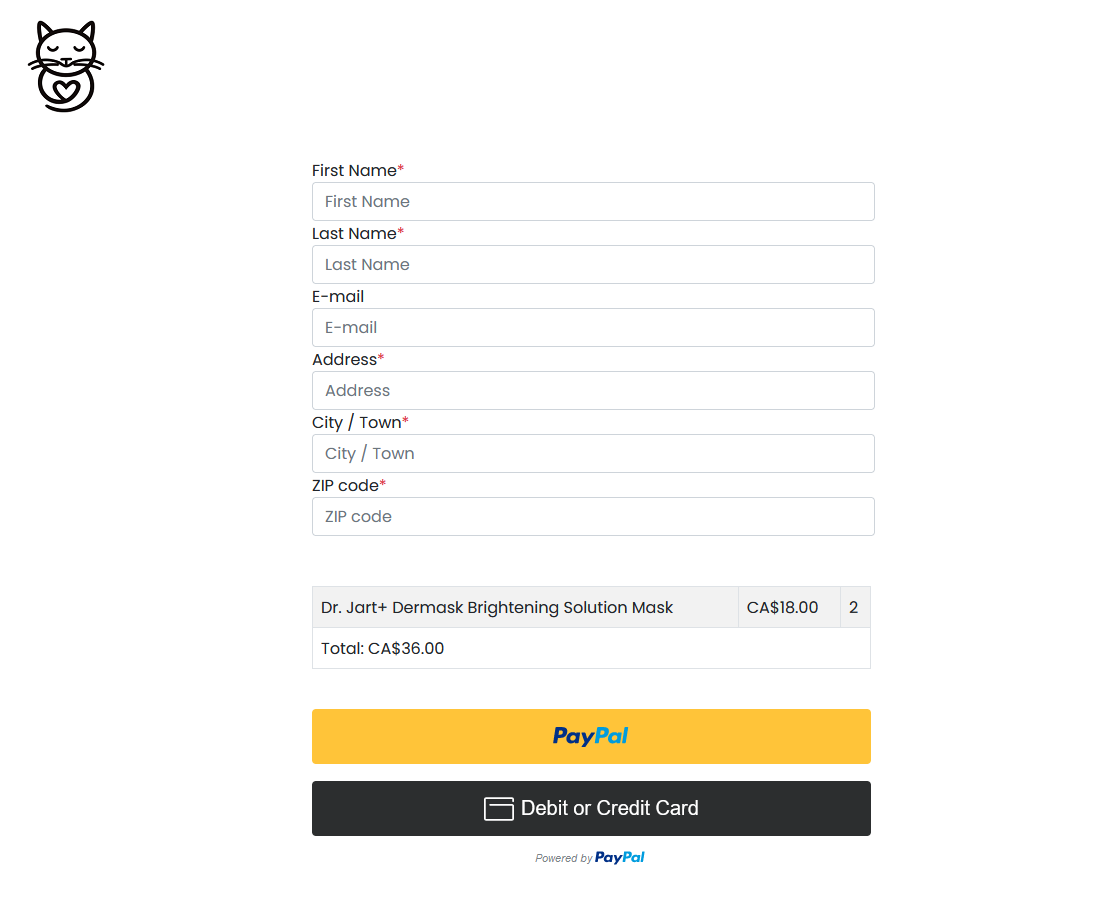 First Name*
First Name
Last Name*
Last Name
E-mail
E-mail
Address*
Address
City / Town*
City / Town
ZIP code*
ZIP code
Dr. Jart+ Dermask Brightening Solution Mask CA$18.00 2
Total: CA$36.00
PayPal
Debit or Credit Card
Powered by PayPal